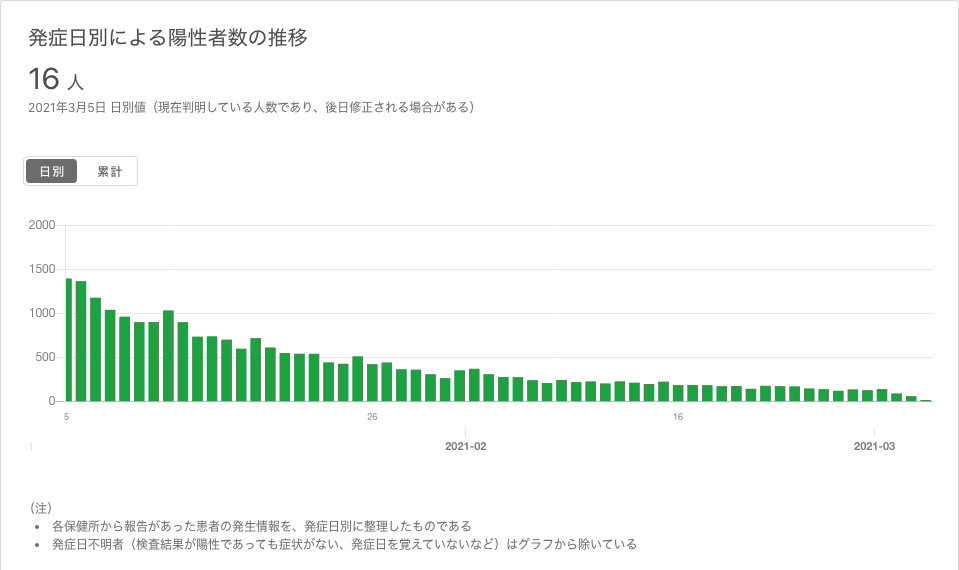 発症日別による陽性者数の推移
16 人
2021年3月5日 日別値（現在判明している人数であり、後日修正される場合がある）
日別 累計
2000
1500
1000
500
0
5 26 16
2021-02 2021-03
（注）
• 各保健所から報告があった患者の発生情報を、発症日別に整理したものである
• 発症日不明者（検査結果が陽性であっても症状がない、発症日を覚えていないなど）はグラフから除いている